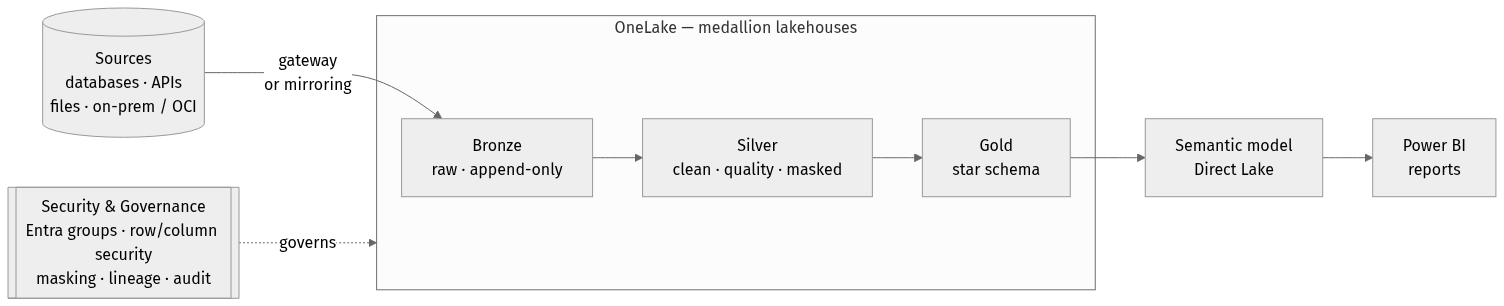 Sources
databases · APIs
files · on-prem / OCI
gateway
or mirroring
OneLake — medallion lakehouses
Bronze
raw · append-only
Silver
clean · quality · masked
Gold
star schema
Semantic model
Direct Lake
Power BI
reports
Security & Governance
Entra groups · row/column
security
masking · lineage · audit
governs